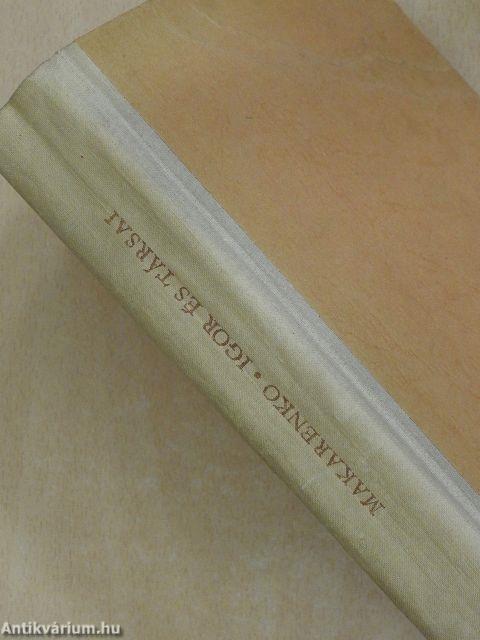 MAKARENKO • IGOR ÉS TÁRSAI
Antikvárium.hu